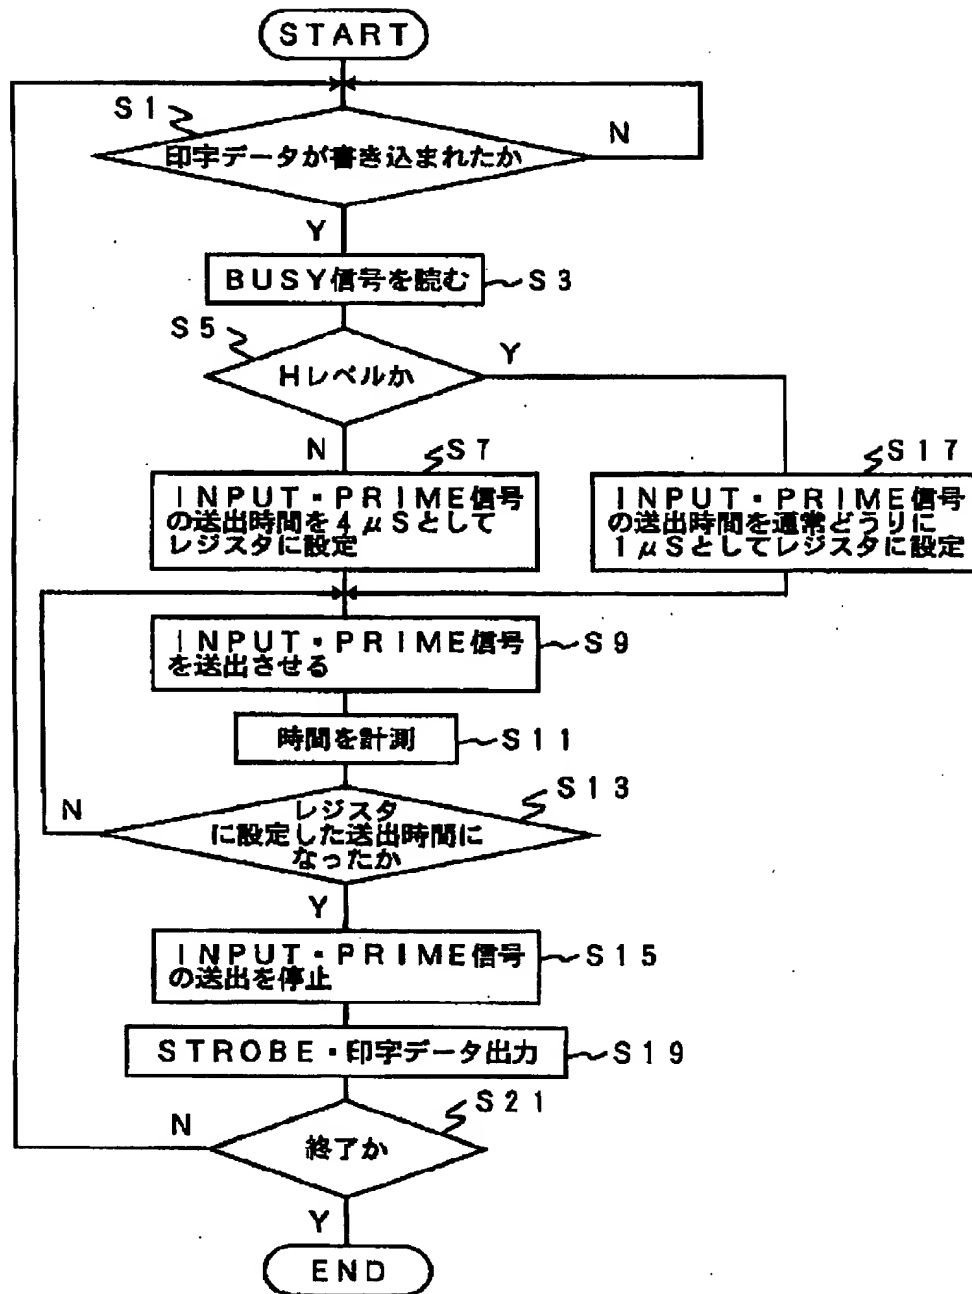 START
S1
印字データが書き込まれたか
N
Y
BUSY信号を読む
S3
S5
Hレベルか
Y
N
S7
INPUT・PRIME信号
の送出時間を4μSとして
レジスタに設定
S17
INPUT・PRIME信号
の送出時間を通常どうりに
1μSとしてレジスタに設定
INPUT・PRIME信号
を送出させる
S9
時間を計測
S11
S13
レジスタ
に設定した送出時間に
なったか
N
Y
INPUT・PRIME信号
の送出を停止
S15
STROBE・印字データ出力
S19
S21
終了か
N
Y
END